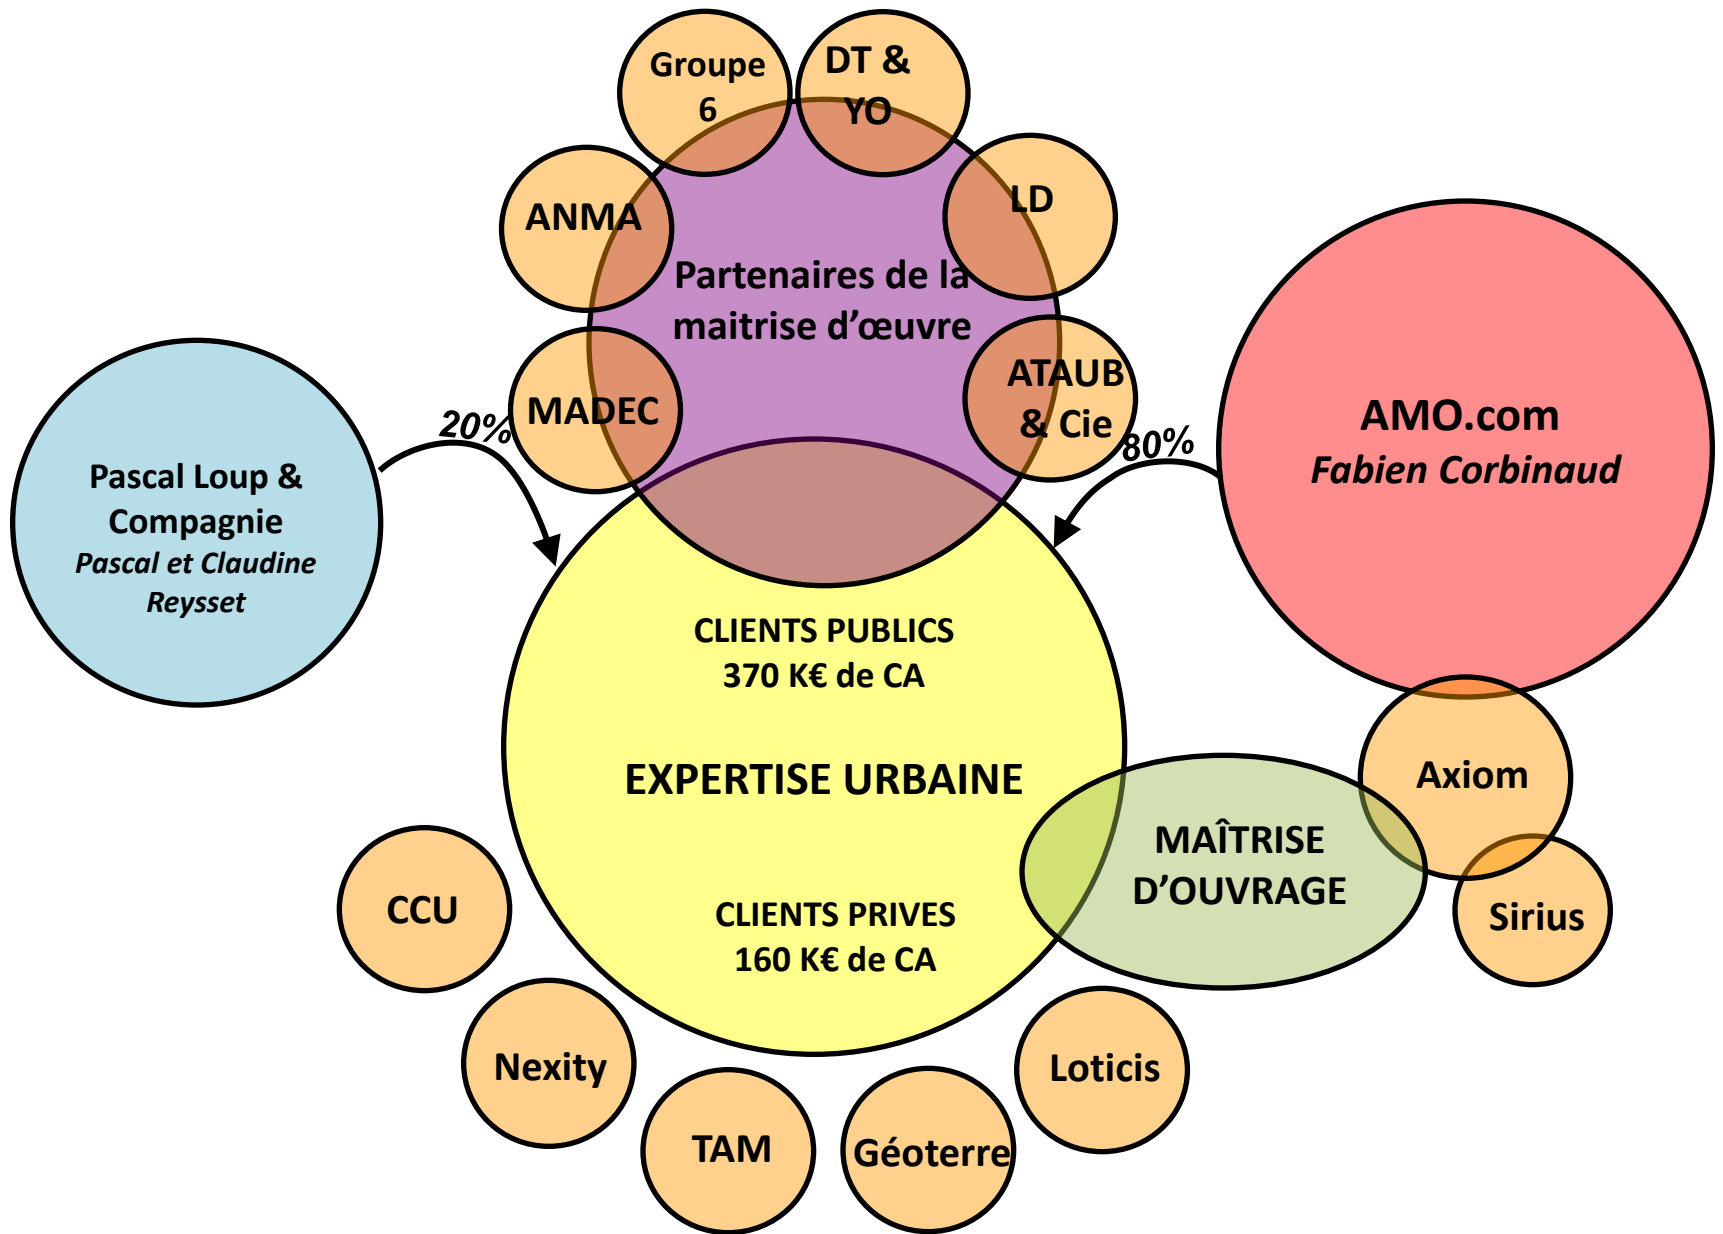 Groupe
6
DT &
YO
ANMA
LD
Partenaires de la
maitrise d’œuvre
MADEC
ATAUB
& Cie
20%
80%
AMO.com
Fabien Corbinaud
Pascal Loup &
Compagnie
Pascal et Claudine
Reysset
CLIENTS PUBLICS
370 K€ de CA
EXPERTISE URBAINE
CLIENTS PRIVES
160 K€ de CA
MAÎTRISE
D’OUVRAGE
Axiom
Sirius
CCU
Nexity
TAM
Géoterre
Loticis